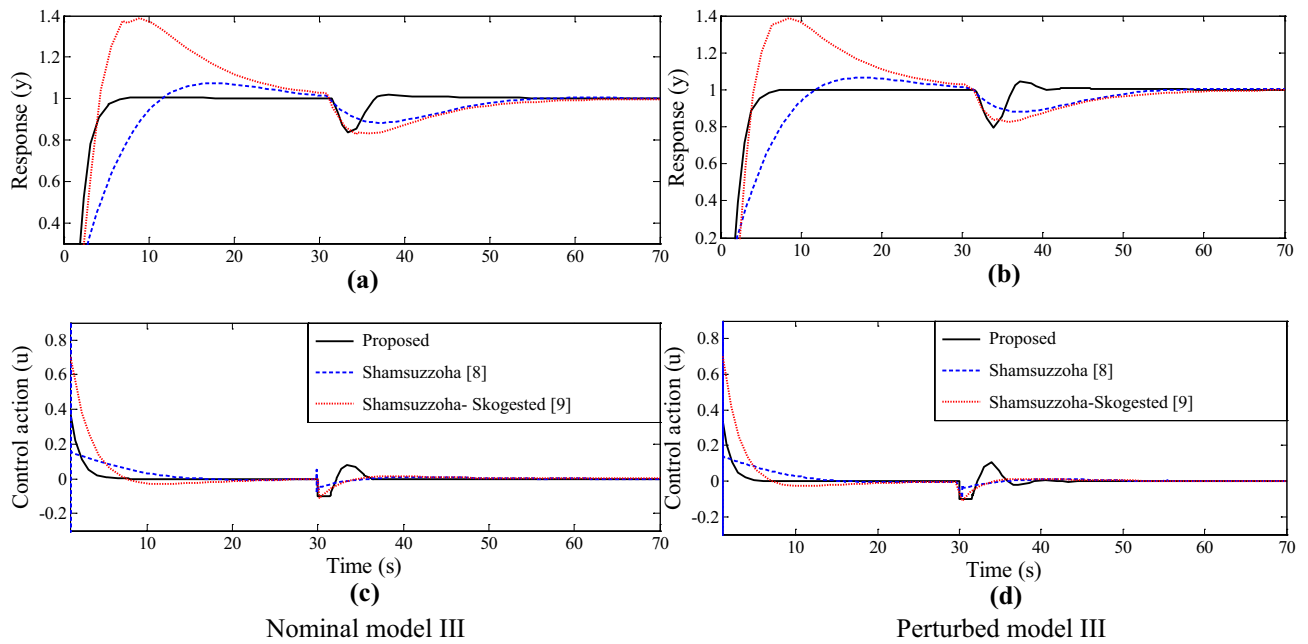 1.4
1.2
1
0.8
0.6
0.4
Response (y)
0 10 20 30 40 50 60 70
(a)
1.4
1.2
1
0.8
0.6
0.4
0.2
Response (y)
0 10 20 30 40 50 60 70
(b)
0.8
0.6
0.4
0.2
0
-0.2
Control action (u)
Proposed
Shamsuzzoha [8]
Shamsuzzoha- Skogested [9]
10 20 30 40 50 60 70
Time (s)
(c)
Nominal model III
0.8
0.6
0.4
0.2
0
-0.2
Control action (u)
Proposed
Shamsuzzoha [8]
Shamsuzzoha-Skogested [9]
10 20 30 40 50 60 70
Time (s)
(d)
Perturbed model III